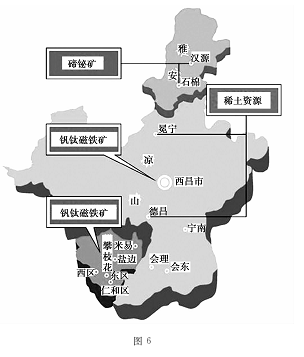 雅
汉源
碲铋矿
安
石棉
稀土资源
冕宁
钒钛磁铁矿
凉
西昌市
山
德昌
钒钛磁铁矿
宁南
攀枝花
米易
盐边
会理
会东
西区
东区
仁和区
图 6